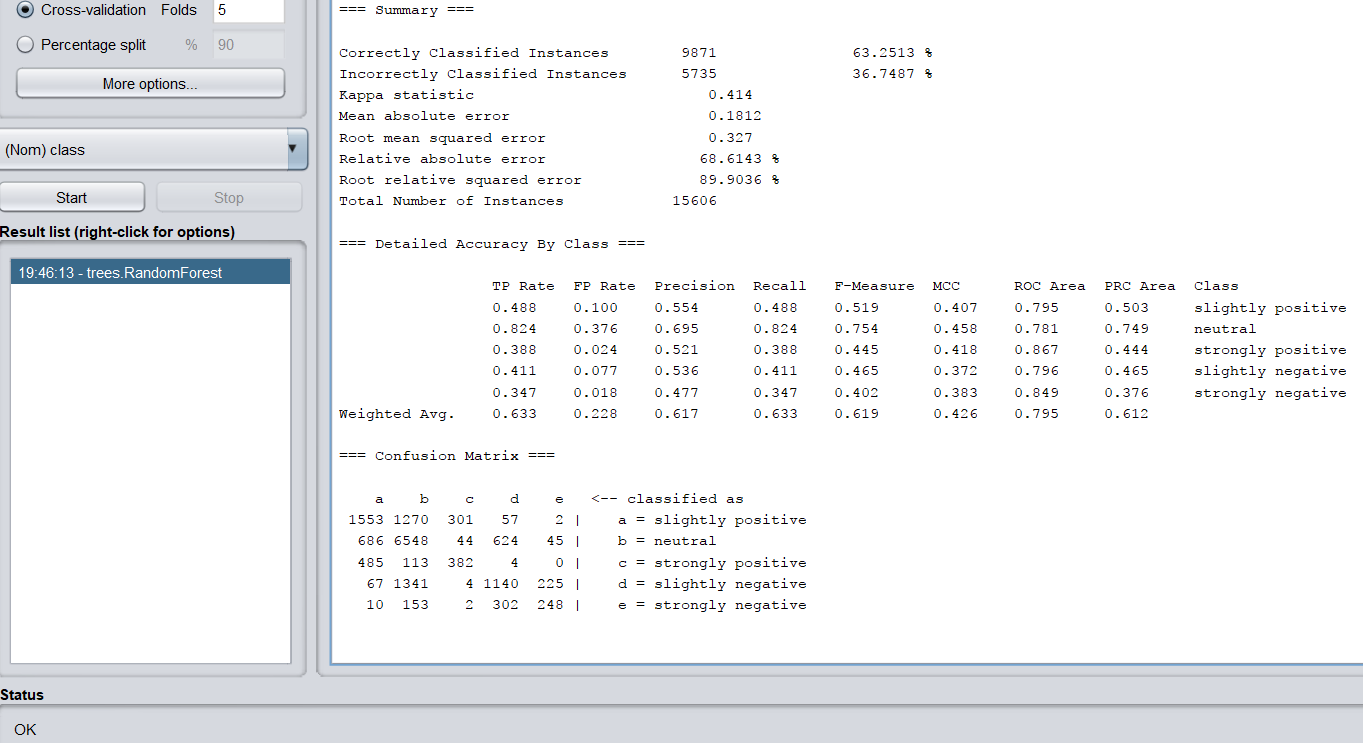 Cross-validation Folds 5
Percentage split % 90
More options...
(Nom) class
Start Stop
Result list (right-click for options)
19:46:13 - trees.RandomForest
=== Summary ===
Correctly Classified Instances 9871 63.2513 %
Incorrectly Classified Instances 5735 36.7487 %
Kappa statistic 0.414
Mean absolute error 0.1812
Root mean squared error 0.327
Relative absolute error 68.6143 %
Root relative squared error 89.9036 %
Total Number of Instances 15606
=== Detailed Accuracy By Class ===
TP Rate FP Rate Precision Recall F-Measure MCC ROC Area PRC Area Class
0.488 0.100 0.554 0.488 0.519 0.407 0.795 0.503 slightly positive
0.824 0.376 0.695 0.824 0.754 0.458 0.781 0.749 neutral
0.388 0.024 0.521 0.388 0.445 0.418 0.867 0.444 strongly positive
0.411 0.077 0.536 0.411 0.465 0.372 0.796 0.465 slightly negative
0.347 0.018 0.477 0.347 0.402 0.383 0.849 0.376 strongly negative
Weighted Avg. 0.633 0.228 0.617 0.633 0.619 0.426 0.795 0.612
=== Confusion Matrix ===
a b c d e <-- classified as
1553 1270 301 57 2 | a = slightly positive
686 6548 44 624 45 | b = neutral
485 113 382 4 0 | c = strongly positive
67 1341 4 1140 225 | d = slightly negative
10 153 2 302 248 | e = strongly negative
Status
OK